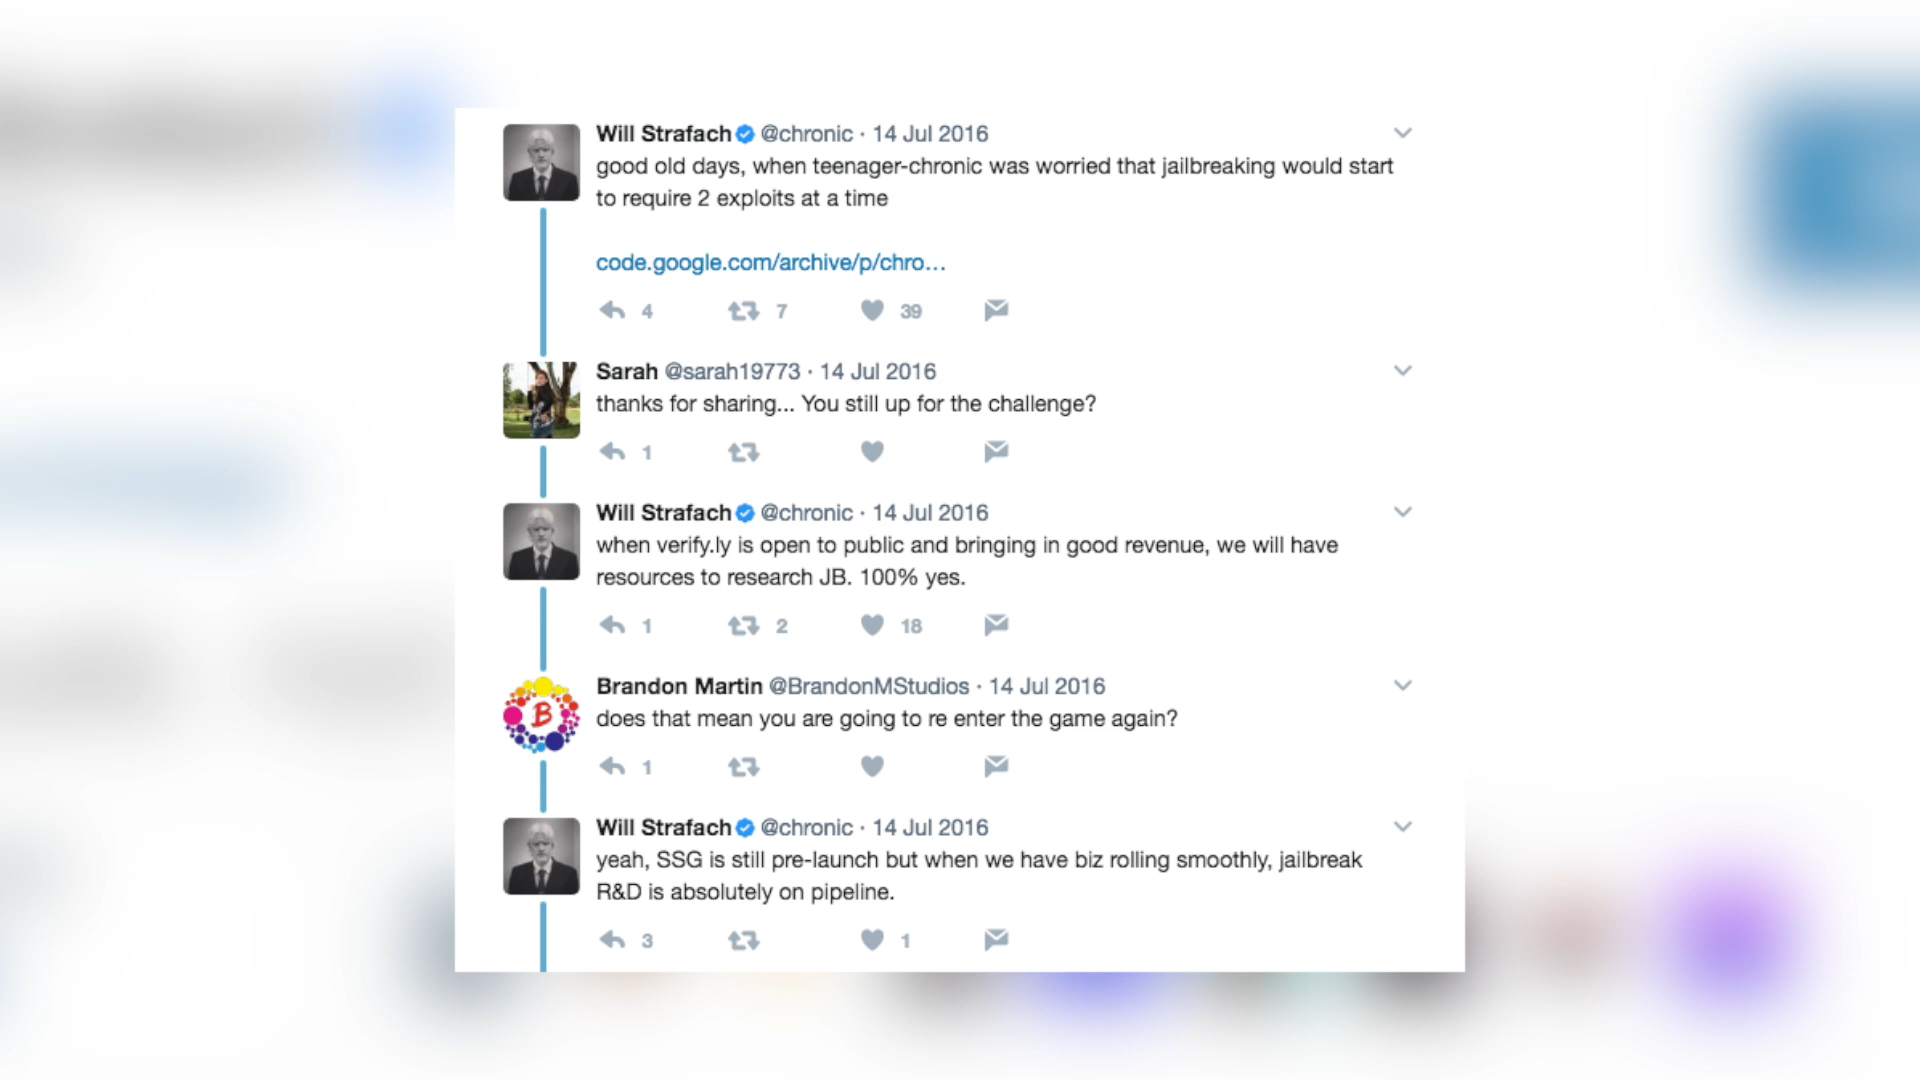 Will Strafach @chronic · 14 Jul 2016
good old days, when teenager-chronic was worried that jailbreaking would start
to require 2 exploits at a time
code.google.com/archive/p/chro...
4 7 39
Sarah @sarah19773 · 14 Jul 2016
thanks for sharing... You still up for the challenge?
1
Will Strafach @chronic · 14 Jul 2016
when verify.ly is open to public and bringing in good revenue, we will have
resources to research JB. 100% yes.
1 2 18
B
Brandon Martin @BrandonMStudios · 14 Jul 2016
does that mean you are going to re enter the game again?
1
Will Strafach @chronic · 14 Jul 2016
yeah, SSG is still pre-launch but when we have biz rolling smoothly, jailbreak
R&D is absolutely on pipeline.
3 1